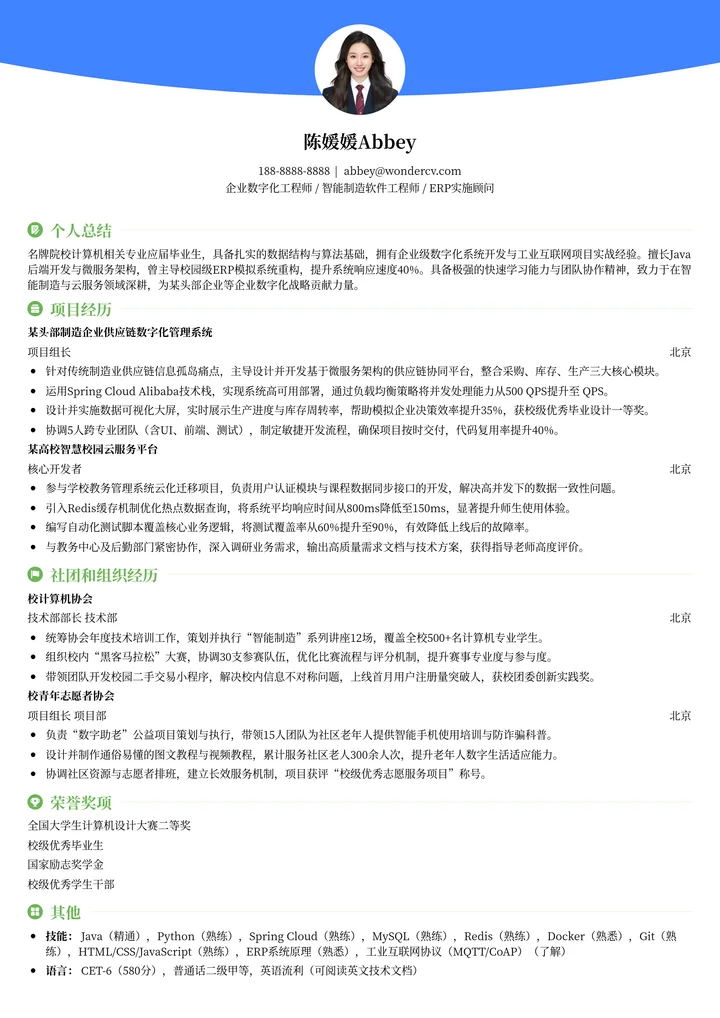 陈媛媛Abbey
188-8888-8888 | abbey@wondercv.com
企业数字化工程师 / 智能制造软件工程师 / ERP实施顾问
个人总结
名牌院校计算机相关专业应届毕业生，具备扎实的数据结构与算法基础，拥有企业级数字化系统开发与工业互联网项目实战经验。擅长Java
后端开发与微服务架构，曾主导校园级ERP模拟系统重构，提升系统响应速度40%。具备极强的快速学习能力与团队协作精神，致力于在智
能制造与云服务领域深耕，为某头部企业等企业数字化战略贡献力量。
项目经历
某头部制造企业供应链数字化管理系统
项目组长 北京
• 针对传统制造业供应链信息孤岛痛点，主导设计并开发基于微服务架构的供应链协同平台，整合采购、库存、生产三大核心模块。
• 运用Spring Cloud Alibaba技术栈，实现系统高可用部署，通过负载均衡策略将并发处理能力从500 QPS提升至 QPS。
• 设计并实施数据可视化大屏，实时展示生产进度与库存周转率，帮助模拟企业决策效率提升35%，获校级优秀毕业设计一等奖。
• 协调5人跨专业团队（含UI、前端、测试），制定敏捷开发流程，确保项目按时交付，代码复用率提升40%。
某高校智慧校园云服务平台
核心开发者 北京
• 参与学校教务管理系统云化迁移项目，负责用户认证模块与课程数据同步接口的开发，解决高并发下的数据一致性问题。
• 引入Redis缓存机制优化热点数据查询，将系统平均响应时间从800ms降低至150ms，显著提升师生使用体验。
• 编写自动化测试脚本覆盖核心业务逻辑，将测试覆盖率从60%提升至90%，有效降低上线后的故障率。
• 与教务中心及后勤部门紧密协作，深入调研业务需求，输出高质量需求文档与技术方案，获得指导老师高度评价。
社团和组织经历
校计算机协会
技术部部长 技术部 北京
• 统筹协会年度技术培训工作，策划并执行“智能制造”系列讲座12场，覆盖全校500+名计算机专业学生。
• 组织校内“黑客马拉松”大赛，协调30支参赛队伍，优化比赛流程与评分机制，提升赛事专业度与参与度。
• 带领团队开发校园二手交易小程序，解决校内信息不对称问题，上线首月用户注册量突破人，获校团委创新实践奖。
校青年志愿者协会
项目组长 项目部 北京
• 负责“数字助老”公益项目策划与执行，带领15人团队为社区老年人提供智能手机使用培训与防诈骗科普。
• 设计并制作通俗易懂的图文教程与视频教程，累计服务社区老人300余人次，提升老年人数字生活适应能力。
• 协调社区资源与志愿者排班，建立长效服务机制，项目获评“校级优秀志愿服务项目”称号。
荣誉奖项
全国大学生计算机设计大赛二等奖
校级优秀毕业生
国家励志奖学金
校级优秀学生干部
其他
• 技能： Java（精通）, Python（熟练）, Spring Cloud（熟练）, MySQL（熟练）, Redis（熟练）, Docker（熟悉）, Git（熟
练）, HTML/CSS/JavaScript（熟练）, ERP系统原理（熟悉）, 工业互联网协议（MQTT/CoAP）（了解）
• 语言： CET-6（580分）, 普通话二级甲等，英语流利（可阅读英文技术文档）